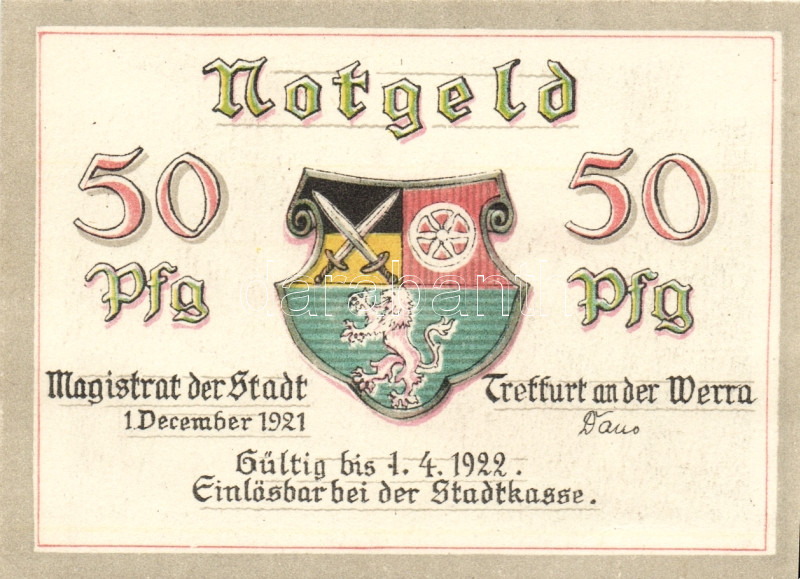 Notgeld
50 50
Pfg Pfg
Magistrat der Stadt Treffurt an der Werra
1. December 1921
Gültig bis 1. 4. 1922.
Einlösbar bei der Stadtkasse.